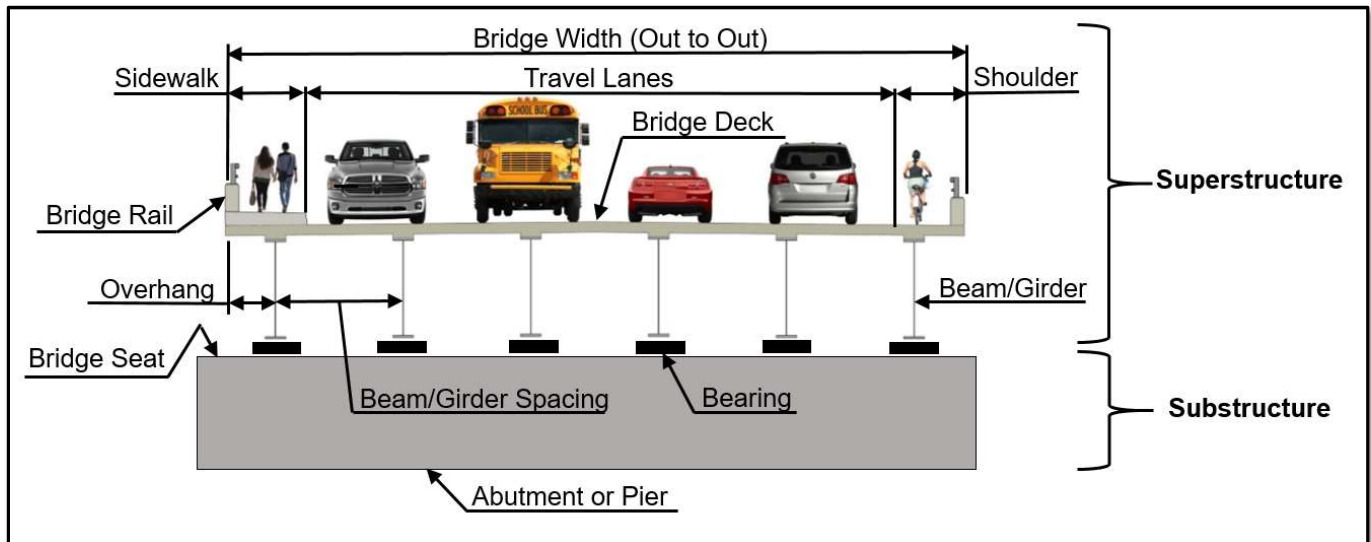 Bridge Width (Out to Out)
Sidewalk
Travel Lanes
Shoulder
SCHOOL BUS
Bridge Deck
Superstructure
Bridge Rail
Overhang
Beam/Girder
Bridge Seat
Beam/Girder Spacing
Bearing
Substructure
Abutment or Pier